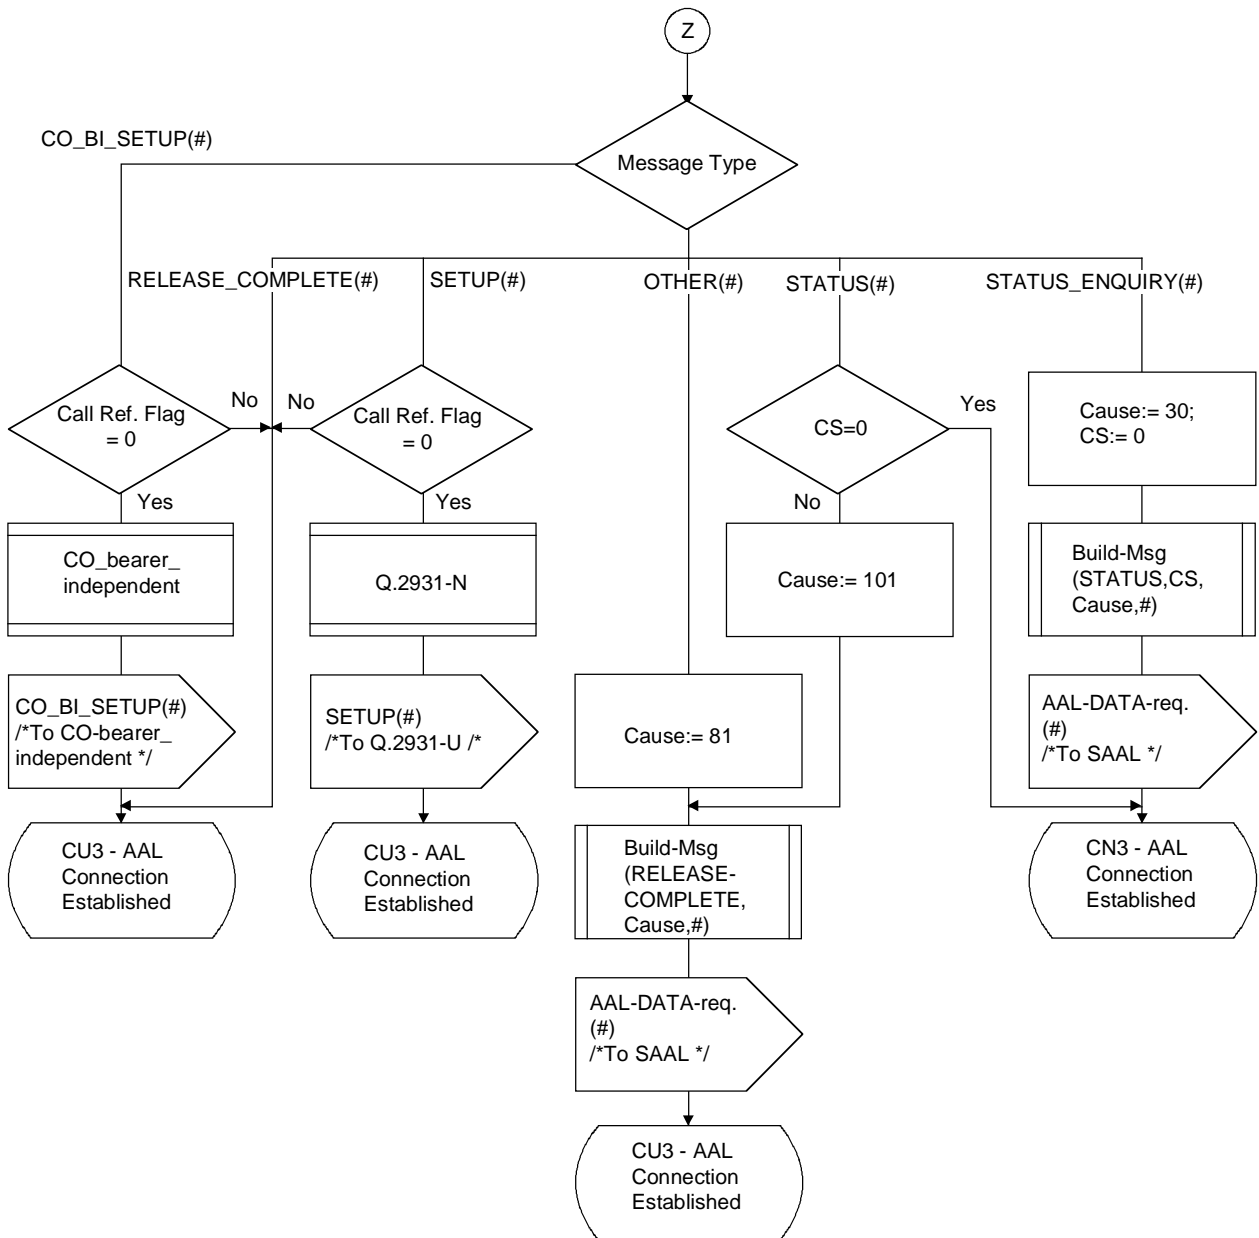 Z
Message Type
CO_BI_SETUP(#)
RELEASE_COMPLETE(#)
SETUP(#)
OTHER(#)
STATUS(#)
STATUS_ENQUIRY(#)
Call Ref. Flag
= 0
No
No
Call Ref. Flag
= 0
CS=0
Yes
Cause:= 30;
CS:= 0
Yes
Yes
No
CO_bearer_
independent
Q.2931-N
Cause:= 101
Build-Msg
(STATUS,CS,
Cause,#)
CO_BI_SETUP(#)
/*To CO-bearer_
independent */
SETUP(#)
/*To Q.2931-U /*
Cause:= 81
AAL-DATA-req.
(#)
/*To SAAL */
CU3 - AAL
Connection
Established
CU3 - AAL
Connection
Established
Build-Msg
(RELEASE-
COMPLETE,
Cause,#)
CN3 - AAL
Connection
Established
AAL-DATA-req.
(#)
/*To SAAL */
CU3 - AAL
Connection
Established